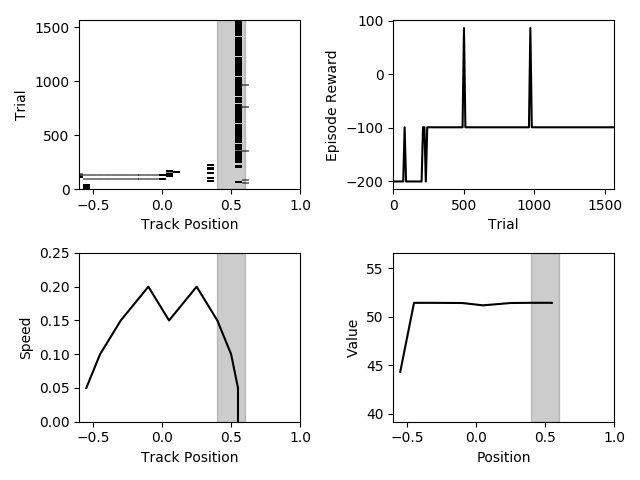 1500
1000
500
0
Trial
−0.5 0.0 0.5 1.0
Track Position
100
0
−100
−200
Episode Reward
0 500 1000 1500
Trial
0.25
0.20
0.15
0.10
0.05
0.00
Speed
−0.5 0.0 0.5 1.0
Track Position
55
50
45
40
Value
−0.5 0.0 0.5 1.0
Position